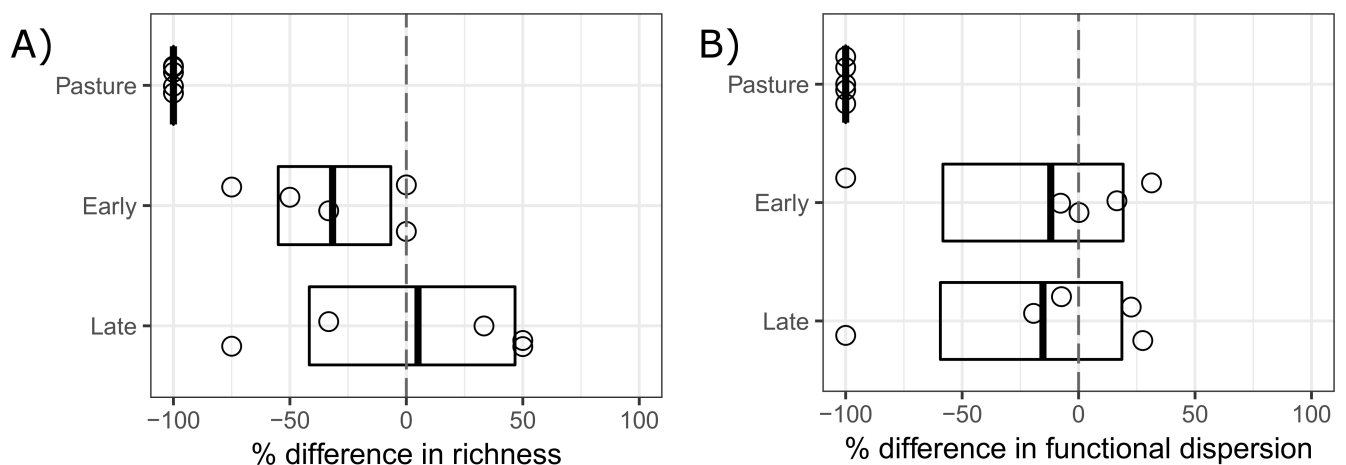 A)
Pasture
Early
Late
−100 −50 0 50 100
% difference in richness
B)
Pasture
Early
Late
−100 −50 0 50 100
% difference in functional dispersion